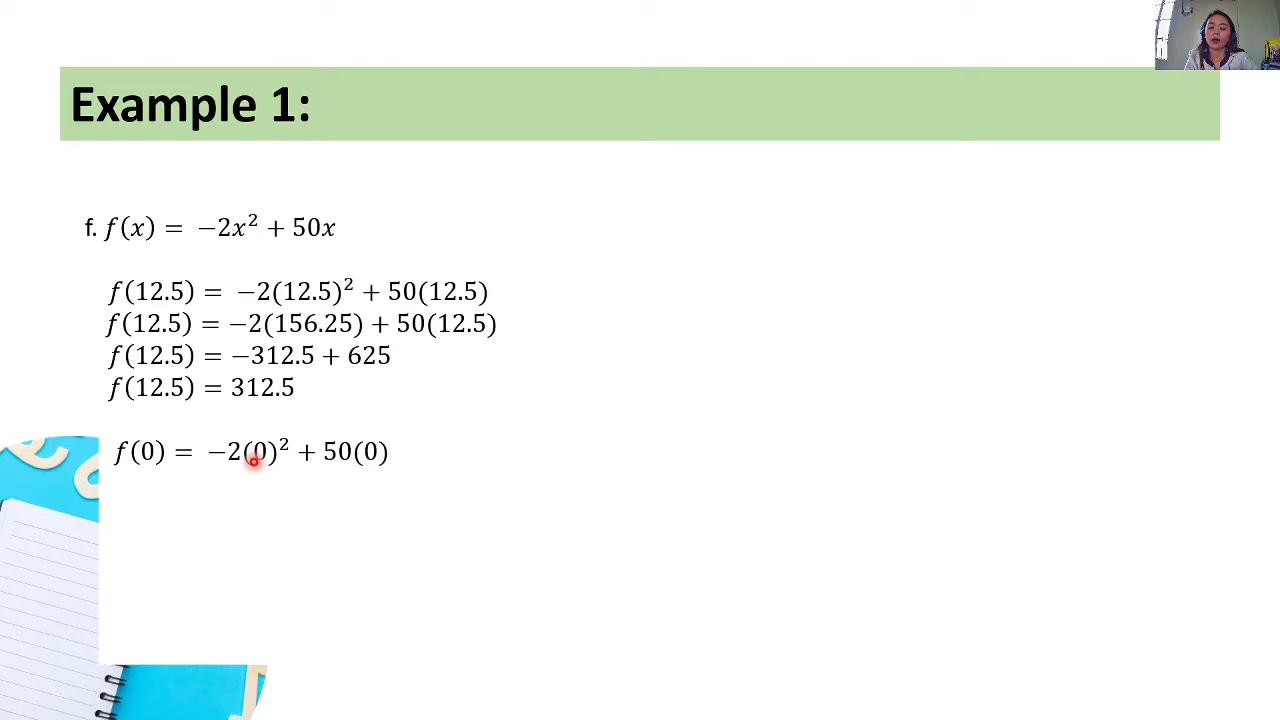 Example 1:
f. f(x) = −2x² + 50x
f(12.5) = −2(12.5)² + 50(12.5)
f(12.5) = −2(156.25) + 50(12.5)
f(12.5) = −312.5 + 625
f(12.5) = 312.5
f(0) = −2(0)² + 50(0)